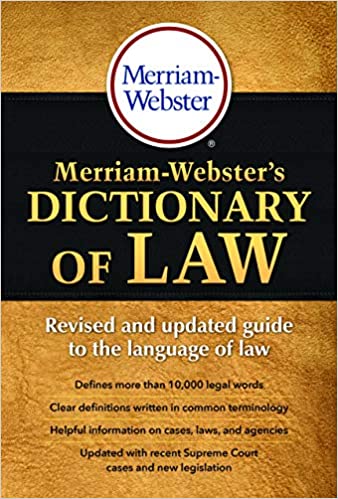 Merriam-
Webster
®
Merriam-Webster's
DICTIONARY
OF LAW
Revised and updated guide
to the language of law
Defines more than 10,000 legal words
Clear definitions written in common terminology
Helpful information on cases, laws, and agencies
Updated with recent Supreme Court
cases and new legislation